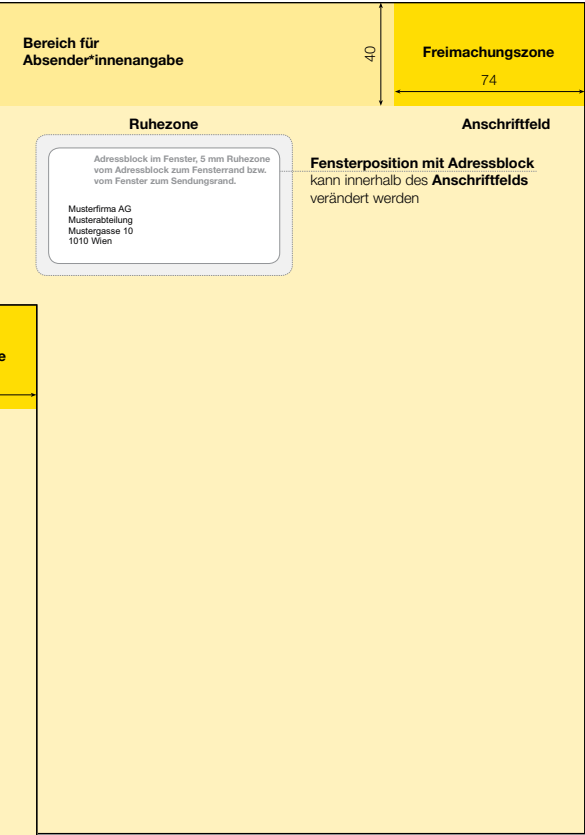 Bereich für
Absender*innenangabe
40
Freimachungszone
74
Ruhezone
Anschriftfeld
Adressblock im Fenster, 5 mm Ruhezone
vom Adressblock zum Fensterrand bzw.
vom Fenster zum Sendungsrand.
Fensterposition mit Adressblock
kann innerhalb des Anschriftfelds
verändert werden
Musterfirma AG
Musterabteilung
Mustergasse 10
1010 Wien
e